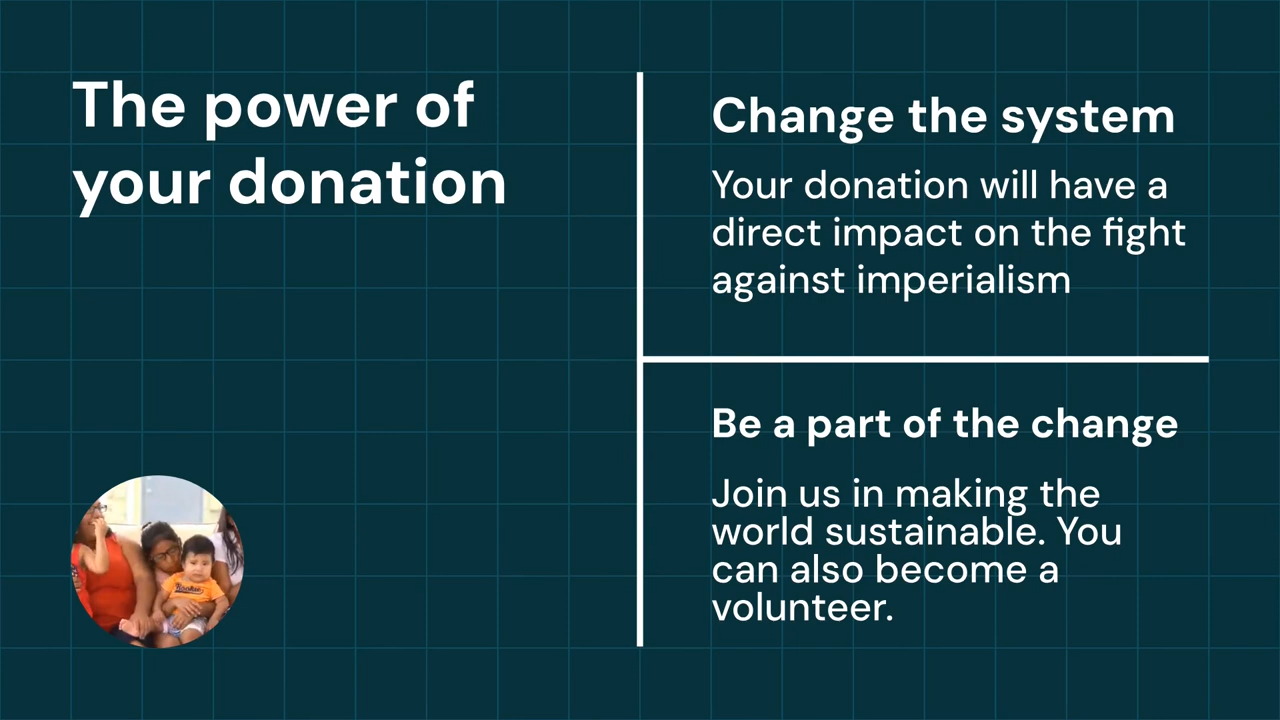 The power of
your donation
Change the system
Your donation will have a
direct impact on the fight
against imperialism
Be a part of the change
Join us in making the
world sustainable. You
can also become a
volunteer.